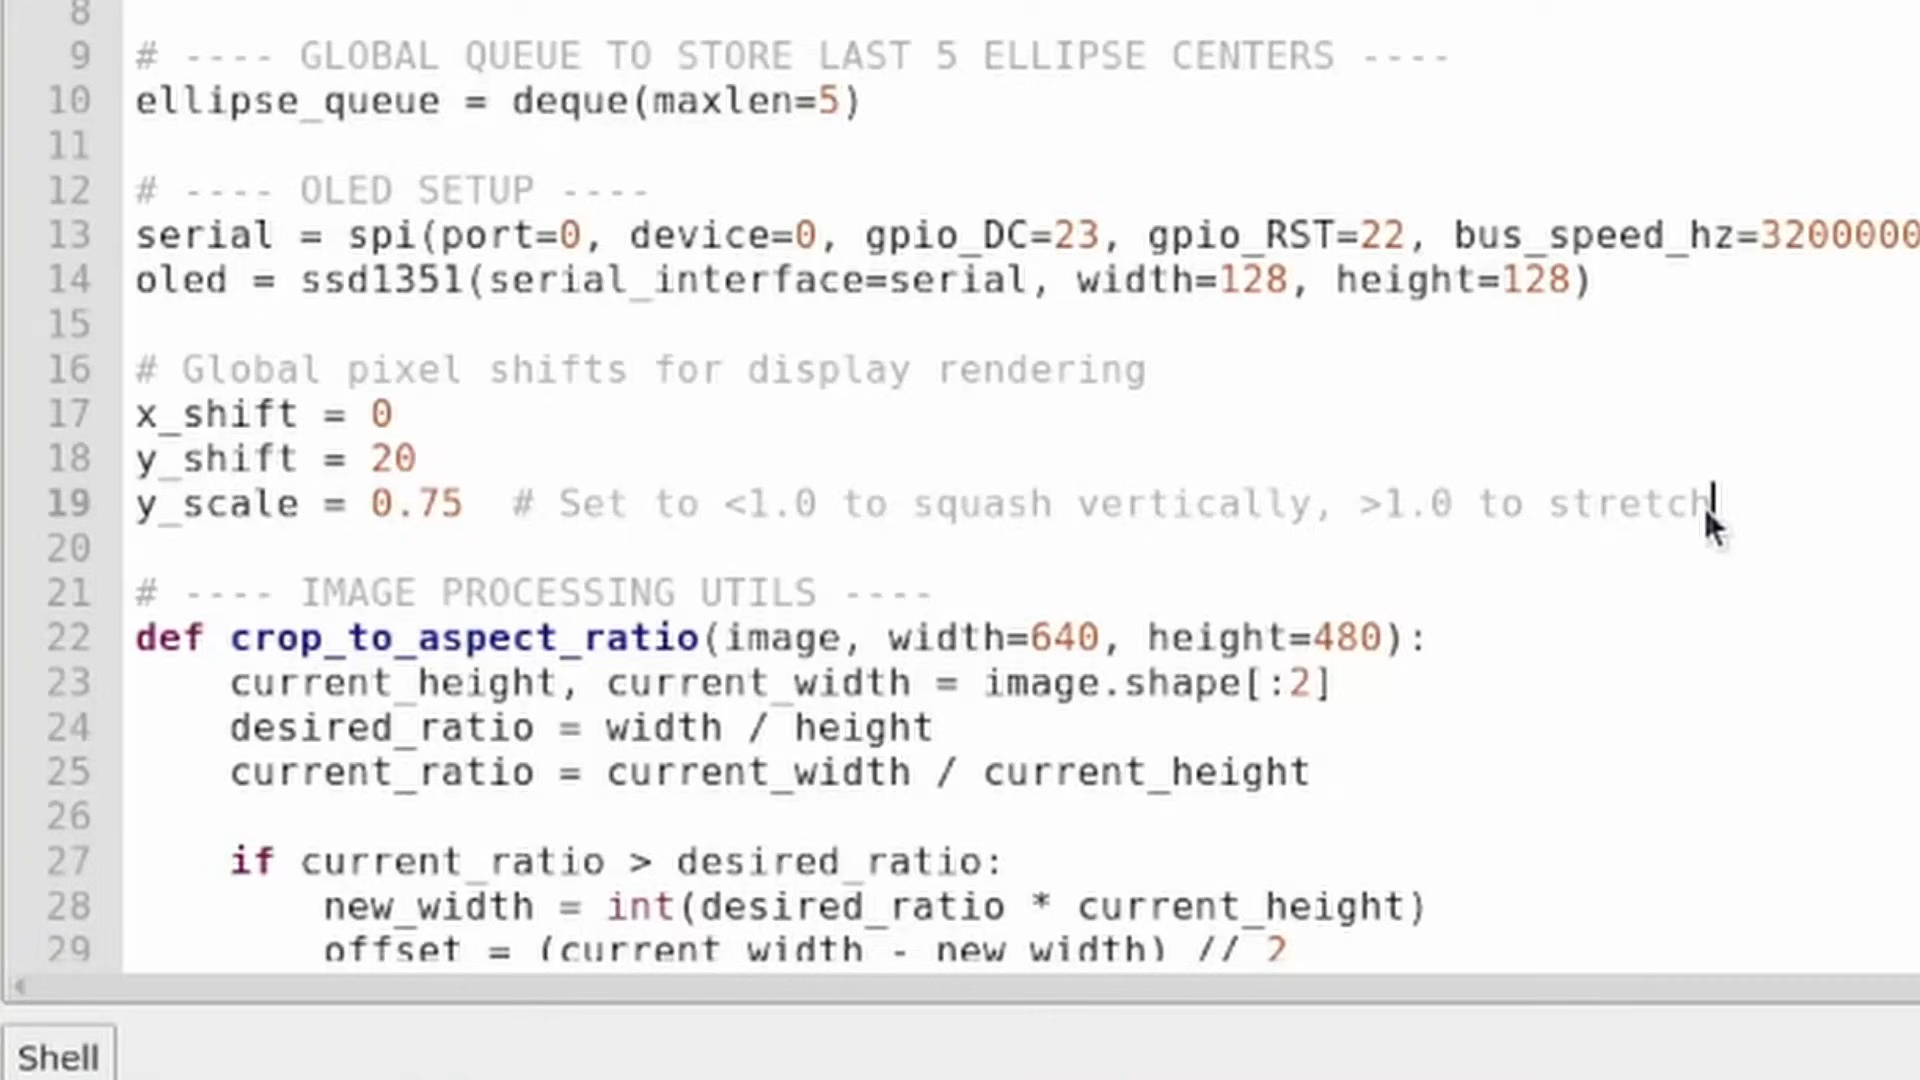 8
9 # ---- GLOBAL QUEUE TO STORE LAST 5 ELLIPSE CENTERS ----
10 ellipse_queue = deque(maxlen=5)
11
12 # ---- OLED SETUP ----
13 serial = spi(port=0, device=0, gpio_DC=23, gpio_RST=22, bus_speed_hz=3200000
14 oled = ssd1351(serial_interface=serial, width=128, height=128)
15
16 # Global pixel shifts for display rendering
17 x_shift = 0
18 y_shift = 20
19 y_scale = 0.75  # Set to <1.0 to squash vertically, >1.0 to stretch
20
21 # ---- IMAGE PROCESSING UTILS ----
22 def crop_to_aspect_ratio(image, width=640, height=480):
23     current_height, current_width = image.shape[:2]
24     desired_ratio = width / height
25     current_ratio = current_width / current_height
26
27     if current_ratio > desired_ratio:
28         new_width = int(desired_ratio * current_height)
29         offset = (current_width - new_width) // 2
Shell